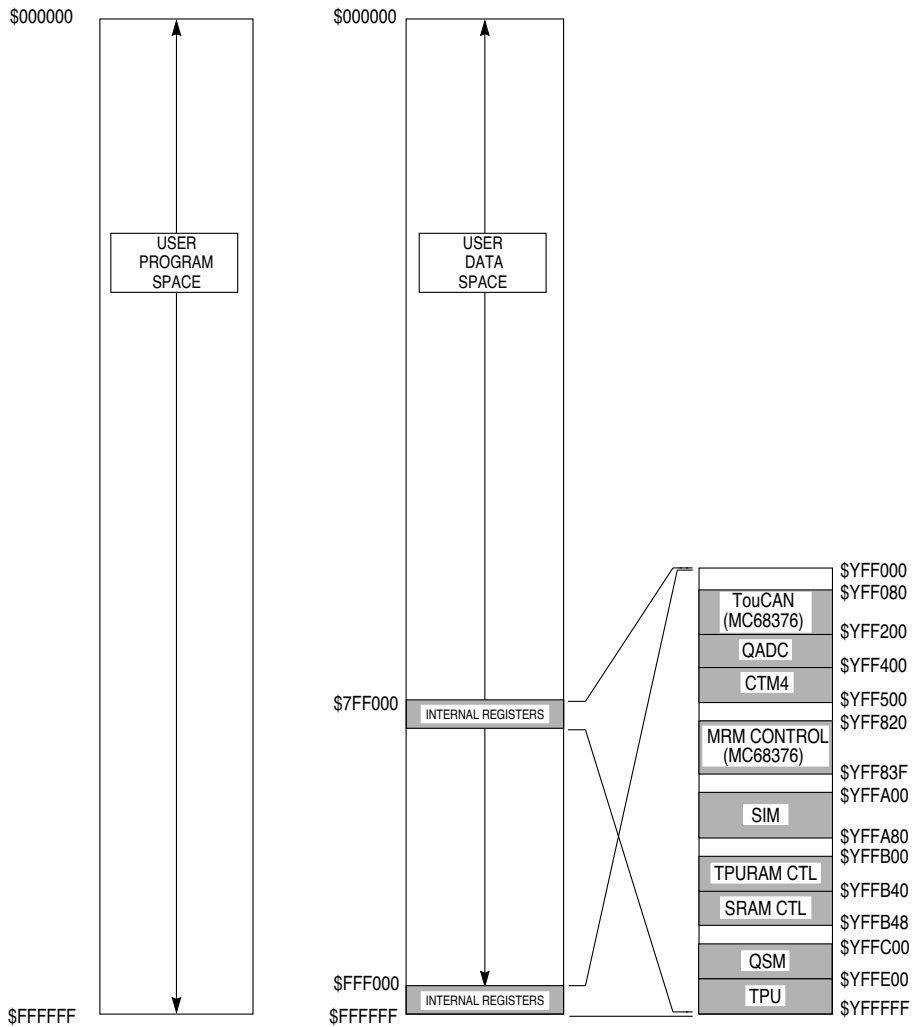 $000000
USER
PROGRAM
SPACE
$FFFFFF
$000000
USER
DATA
SPACE
$7FF000
INTERNAL REGISTERS
$FFF000
INTERNAL REGISTERS
$FFFFFF
$YFF000
$YFF080
TouCAN
(MC68376)
$YFF200
QADC
$YFF400
CTM4
$YFF500
$YFF820
MRM CONTROL
(MC68376)
$YFF83F
$YFFA00
SIM
$YFFA80
$YFFB00
TPURAM CTL
$YFFB40
SRAM CTL
$YFFB48
$YFFC00
QSM
$YFFE00
TPU
$YFFFFF